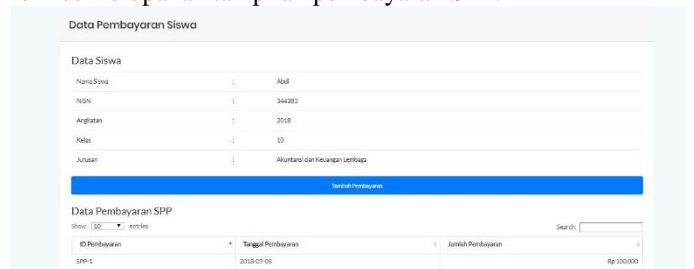 Data Pembayaran Siswa
Data Siswa
Nama Siswa : Abdi
NISN : 344283
Angkatan : 2018
Kelas : 10
Jurusan : Akuntansi dan Keuangan Lembaga
Tambah Pembayaran
Data Pembayaran SPP
Show 10 entries Search:
ID Pembayaran Tanggal Pembayaran Jumlah Pembayaran
SPP-1 2018-07-05 Rp 100.000